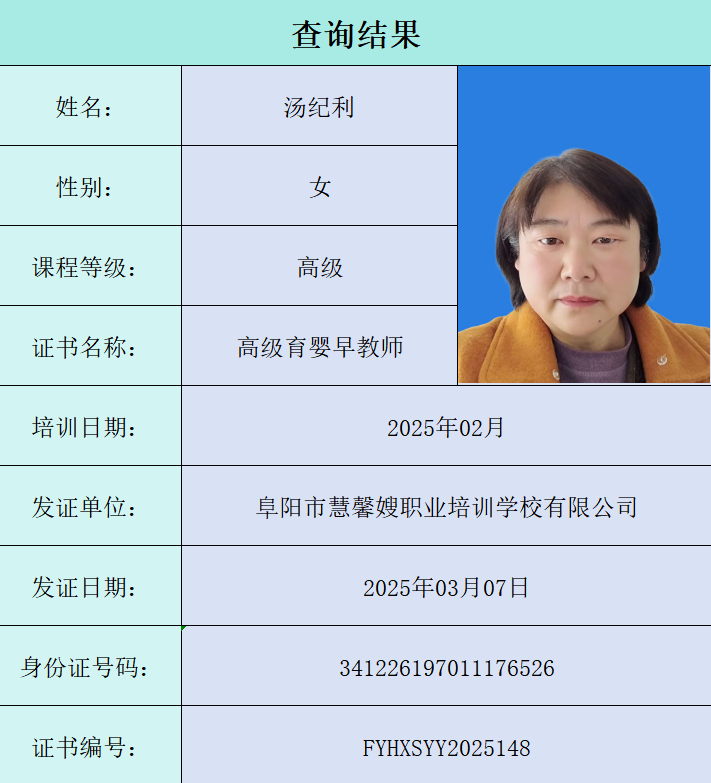 查询结果
姓名： 汤纪利
性别： 女
课程等级： 高级
证书名称： 高级育婴早教师
培训日期： 2025年02月
发证单位： 阜阳市慧馨嫂职业培训学校有限公司
发证日期： 2025年03月07日
身份证号码： 341226197011176526
证书编号： FYHXSYY2025148